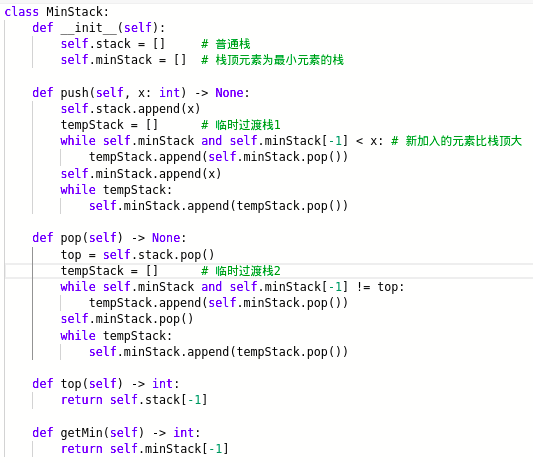 class MinStack:
    def __init__(self):
        self.stack = []     # 普通栈
        self.minStack = []  # 栈顶元素为最小元素的栈

    def push(self, x: int) -> None:
        self.stack.append(x)
        tempStack = []      # 临时过渡栈1
        while self.minStack and self.minStack[-1] < x: # 新加入的元素比栈顶大
            tempStack.append(self.minStack.pop())
        self.minStack.append(x)
        while tempStack:
            self.minStack.append(tempStack.pop())

    def pop(self) -> None:
        top = self.stack.pop()
        tempStack = []      # 临时过渡栈2
        while self.minStack and self.minStack[-1] != top:
            tempStack.append(self.minStack.pop())
        self.minStack.pop()
        while tempStack:
            self.minStack.append(tempStack.pop())

    def top(self) -> int:
        return self.stack[-1]

    def getMin(self) -> int:
        return self.minStack[-1]